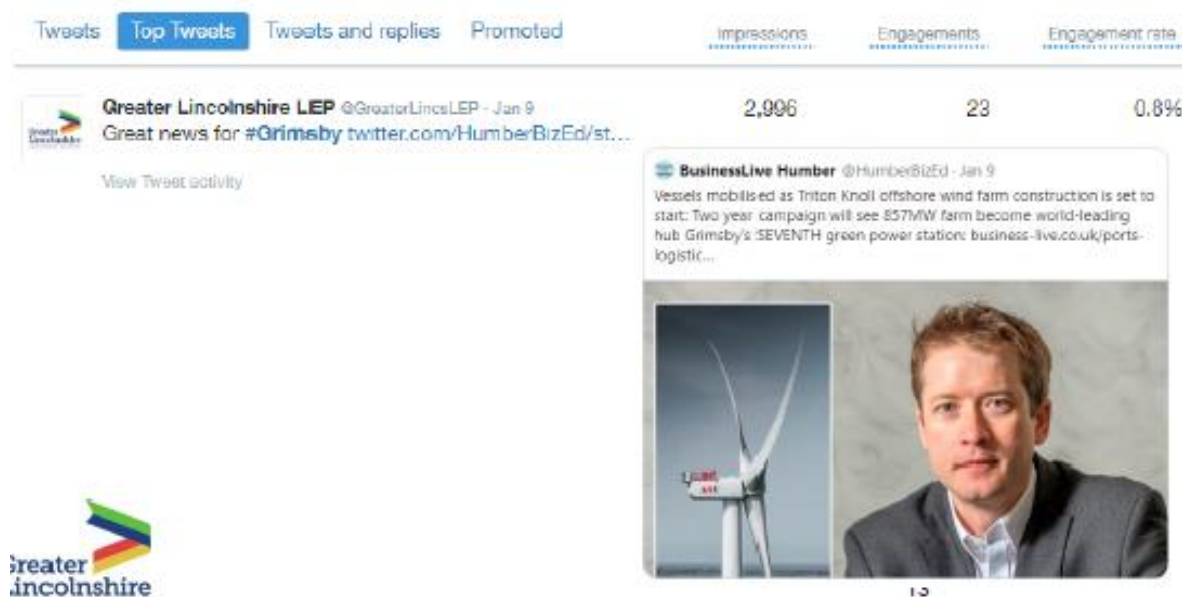 Tweets Top Tweets Tweets and replies Promoted Impressions Engagements Engagement rate
Greater Lincolnshire LEP @GreaterLincsLEP · Jan 9 2,996 23 0.8%
Great news for #Grimsby twitter.com/HumberBizEd/st...
View Tweet activity
BusinessLive Humber @HumberBizEd · Jan 9
Vessels mobilised as Triton Knoll offshore wind farm construction is set to
start: Two year campaign will see 857MW farm become world-leading
hub Grimsby's SEVENTH green power station: business-live.co.uk/ports-
logistic...
Greater
Lincolnshire